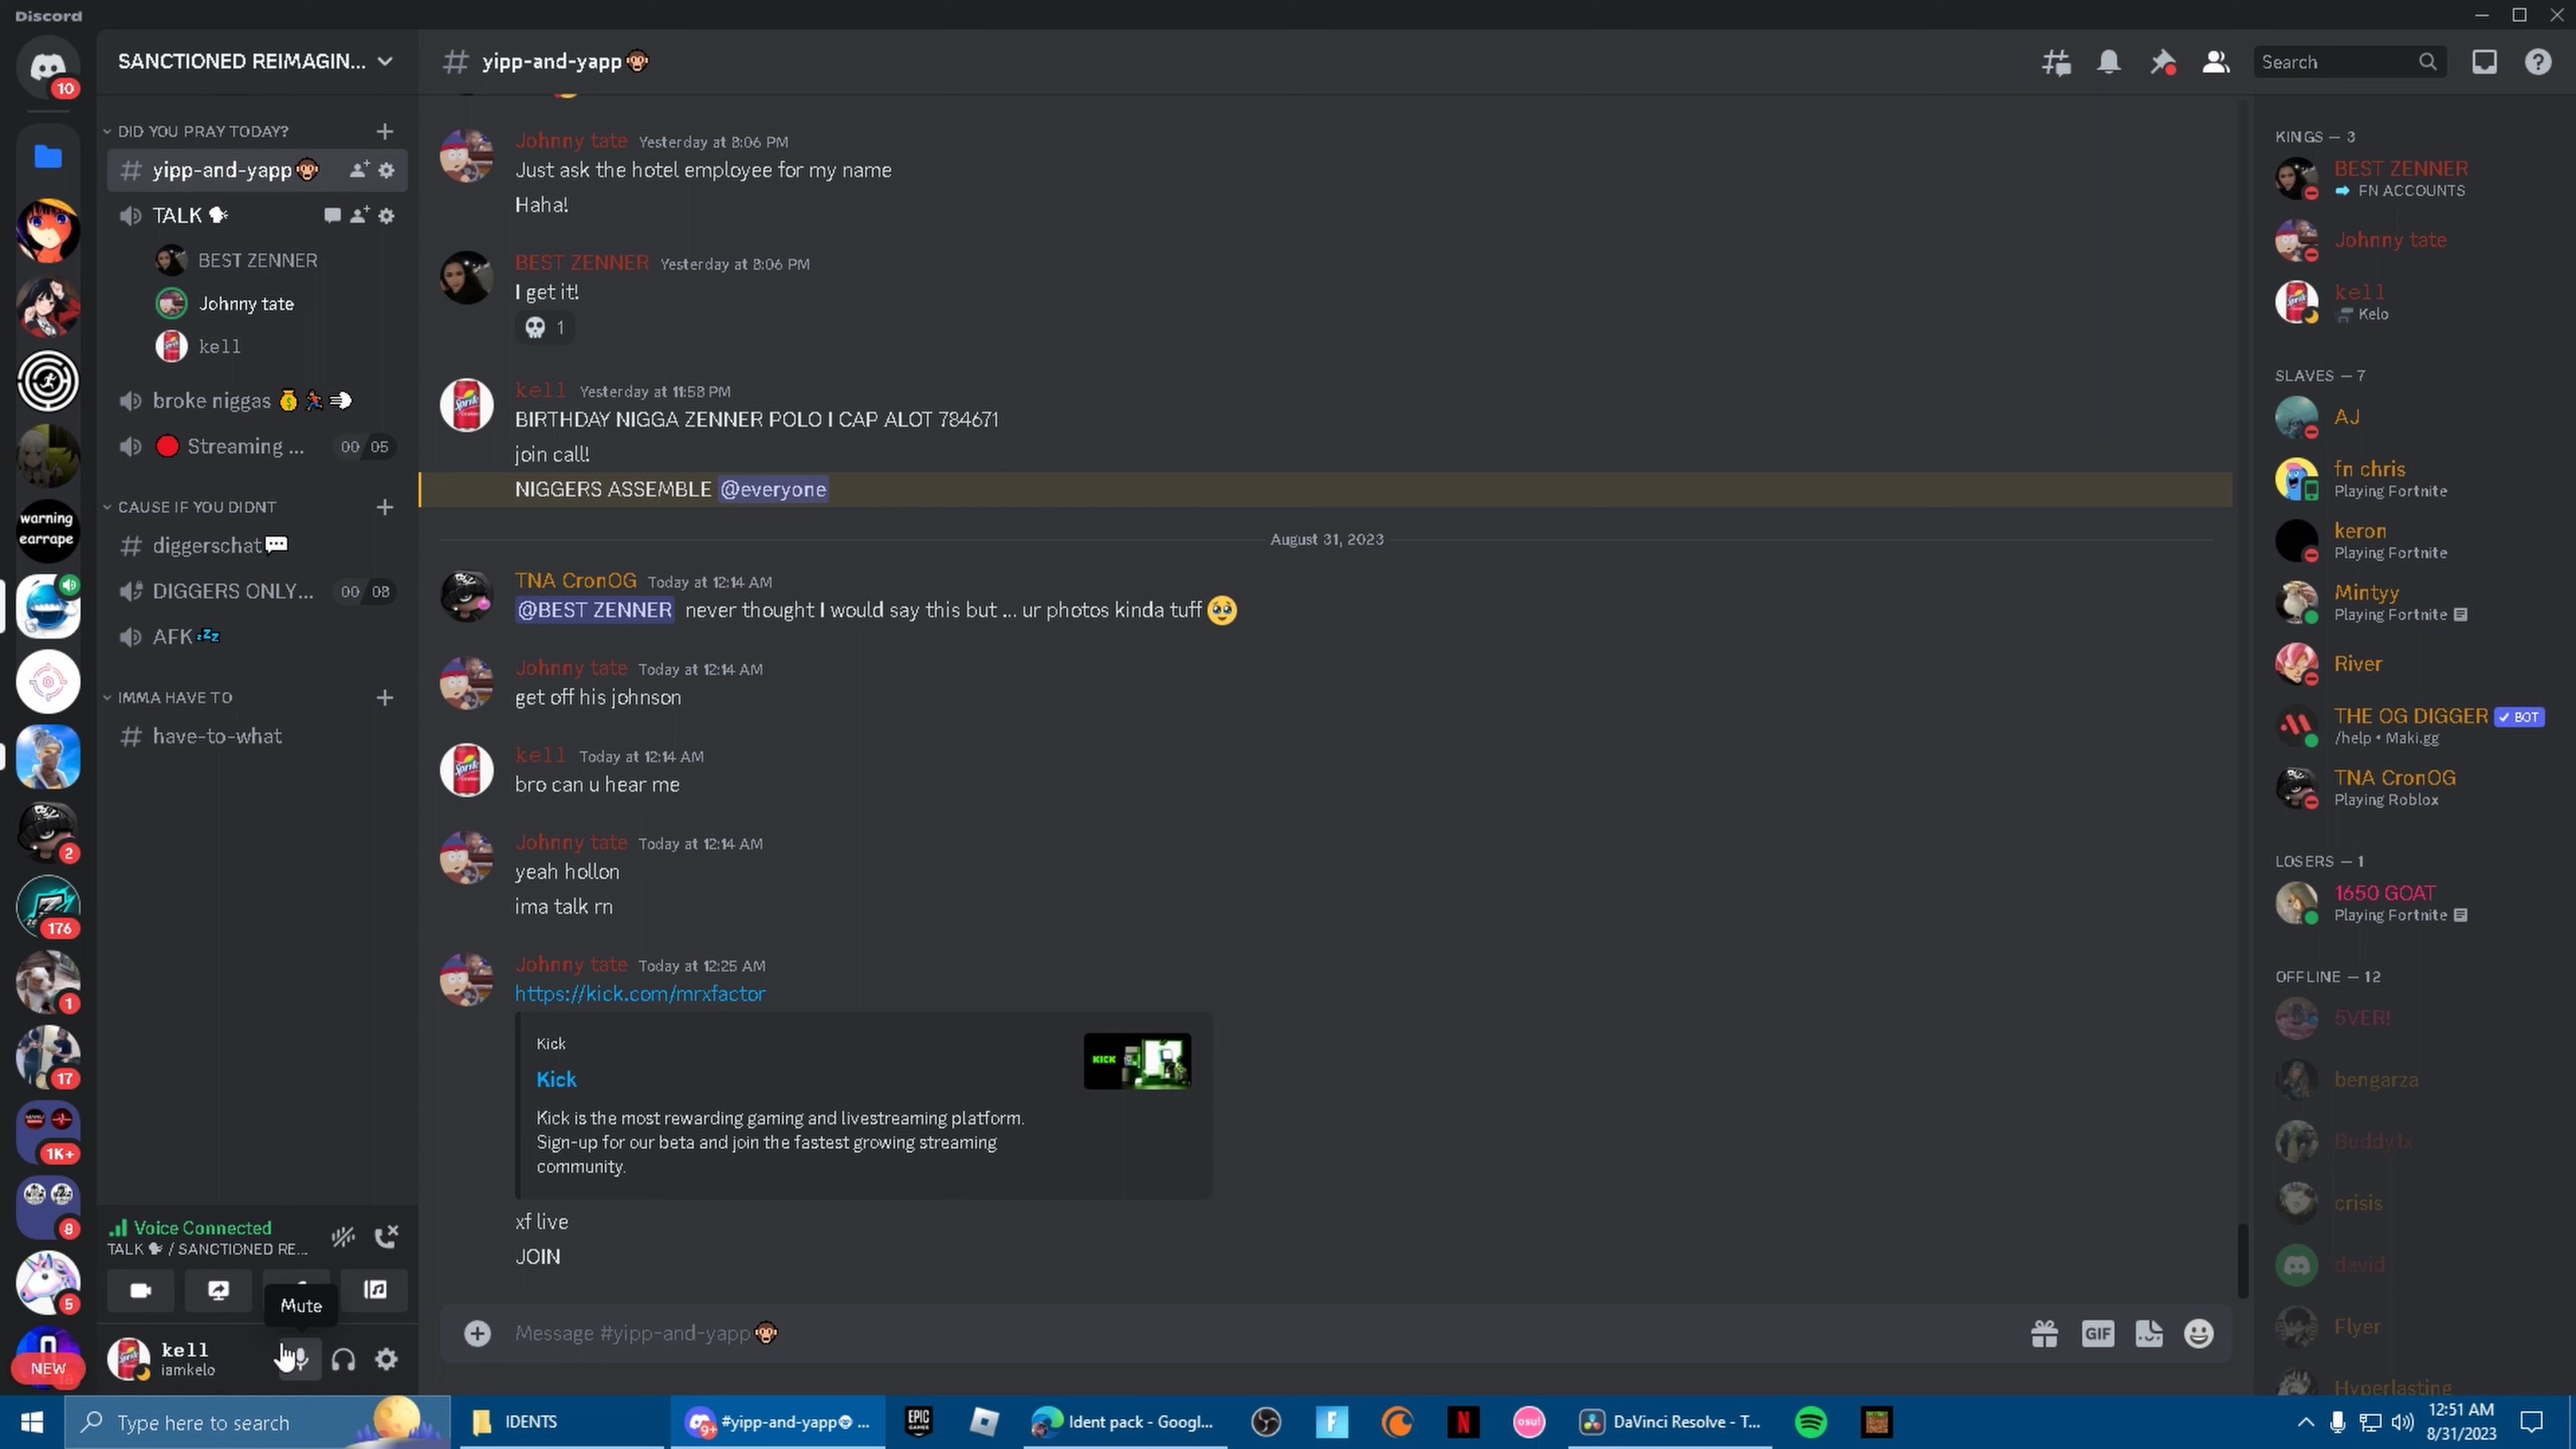 Discord
10
SANCTIONED REIMAGIN...
# yipp-and-yapp
Search
DID YOU PRAY TODAY?
# yipp-and-yapp
TALK
BEST ZENNER
Johnny tate
kell
broke niggas
Streaming ... 00 05
CAUSE IF YOU DIDNT
# diggerschat
DIGGERS ONLY... 00 08
AFK
IMMA HAVE TO
# have-to-what
warning
earrape
2
176
1
17
1K+
8
5
NEW
Johnny tate Yesterday at 8:06 PM
Just ask the hotel employee for my name
Haha!
BEST ZENNER Yesterday at 8:06 PM
I get it!
1
kell Yesterday at 11:58 PM
BIRTHDAY NIGGA ZENNER POLO I CAP ALOT 784671
join call!
NIGGERS ASSEMBLE @everyone
August 31, 2023
TNA CronOG Today at 12:14 AM
@BEST ZENNER never thought I would say this but ... ur photos kinda tuff
Johnny tate Today at 12:14 AM
get off his johnson
kell Today at 12:14 AM
bro can u hear me
Johnny tate Today at 12:14 AM
yeah hollon
ima talk rn
Johnny tate Today at 12:25 AM
https://kick.com/mrxfactor
Kick
Kick
Kick is the most rewarding gaming and livestreaming platform.
Sign-up for our beta and join the fastest growing streaming
community.
KICK
xf live
JOIN
Message #yipp-and-yapp
GIF
KINGS — 3
BEST ZENNER
FN ACCOUNTS
Johnny tate
kell
Kelo
SLAVES — 7
AJ
fn chris
Playing Fortnite
keron
Playing Fortnite
Mintyy
Playing Fortnite
River
THE OG DIGGER BOT
/help • Maki.gg
TNA CronOG
Playing Roblox
LOSERS — 1
1650 GOAT
Playing Fortnite
OFFLINE — 12
5VER!
bengarza
Buddy1x
crisis
david
Flyer
Hyperlasting
Voice Connected
TALK / SANCTIONED RE...
Mute
kell
iamkelo
Type here to search
IDENTS
9+
#yipp-and-yapp ...
EPIC
GAMES
Ident pack - Googl...
F
N
osu!
DaVinci Resolve - T...
12:51 AM
8/31/2023